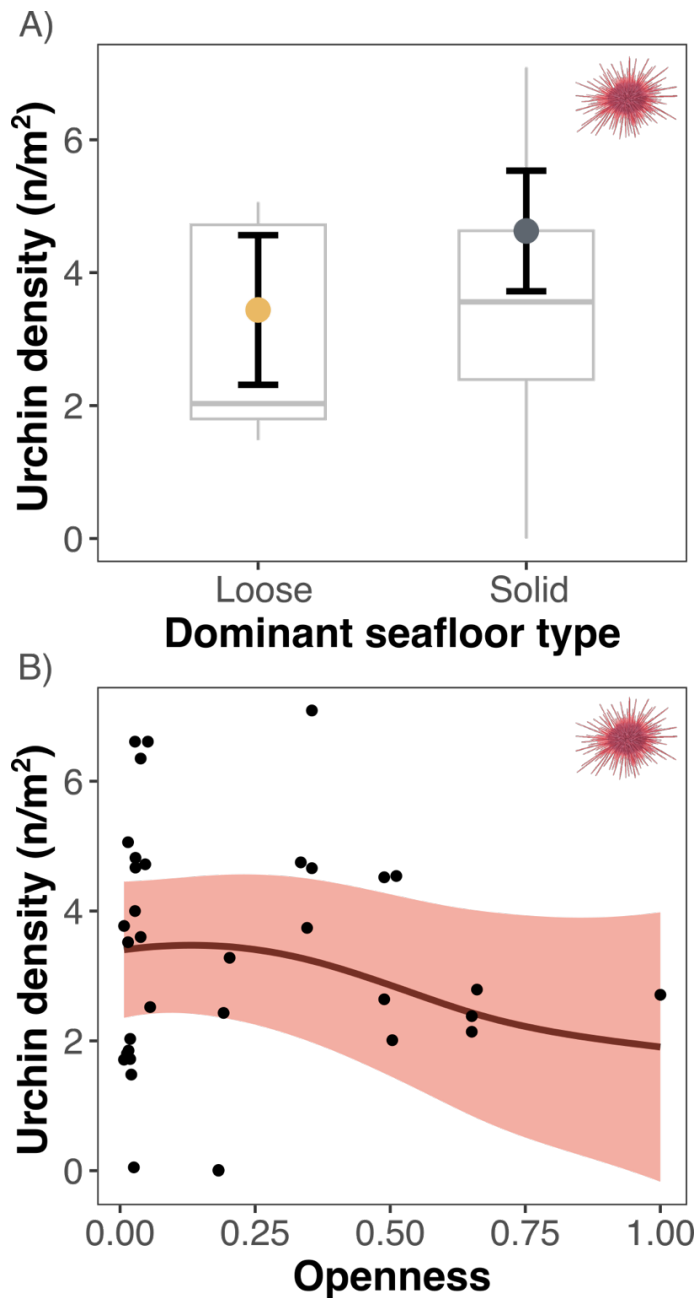 A)
Urchin density (n/m²)
6
4
2
0
Loose Solid
Dominant seafloor type
B)
Urchin density (n/m²)
6
4
2
0
0.00 0.25 0.50 0.75 1.00
Openness